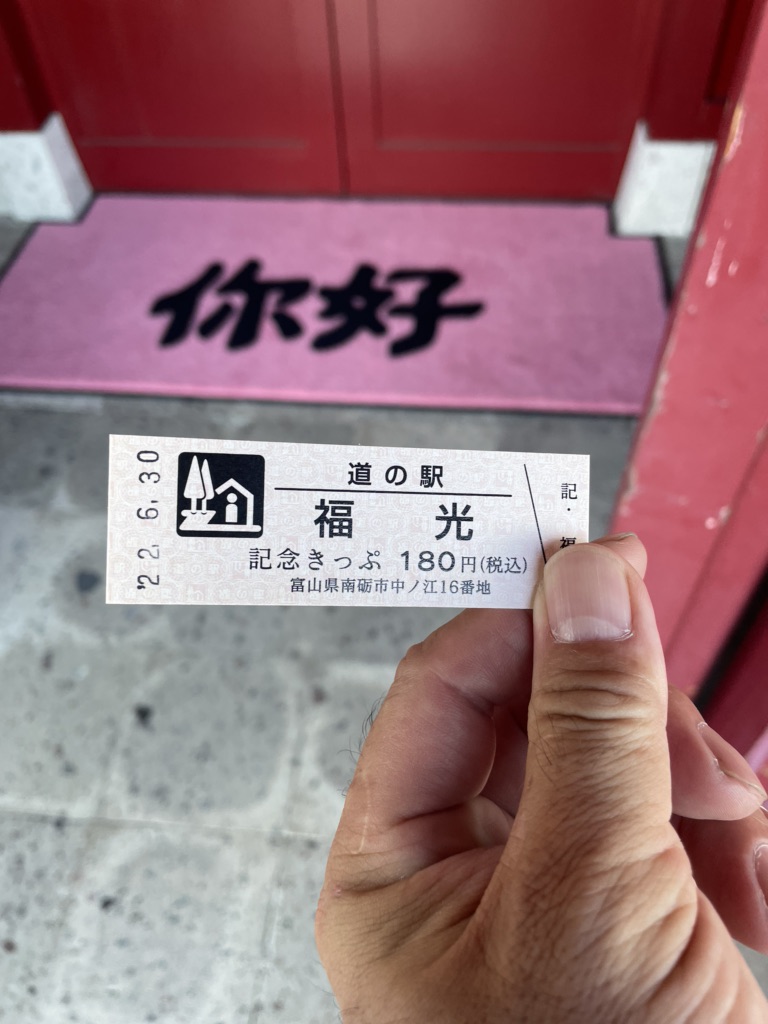 你好
'22. 6. 30
道の駅
福光
記念きっぷ 180円(税込)
富山県南砺市中ノ江16番地
記・福